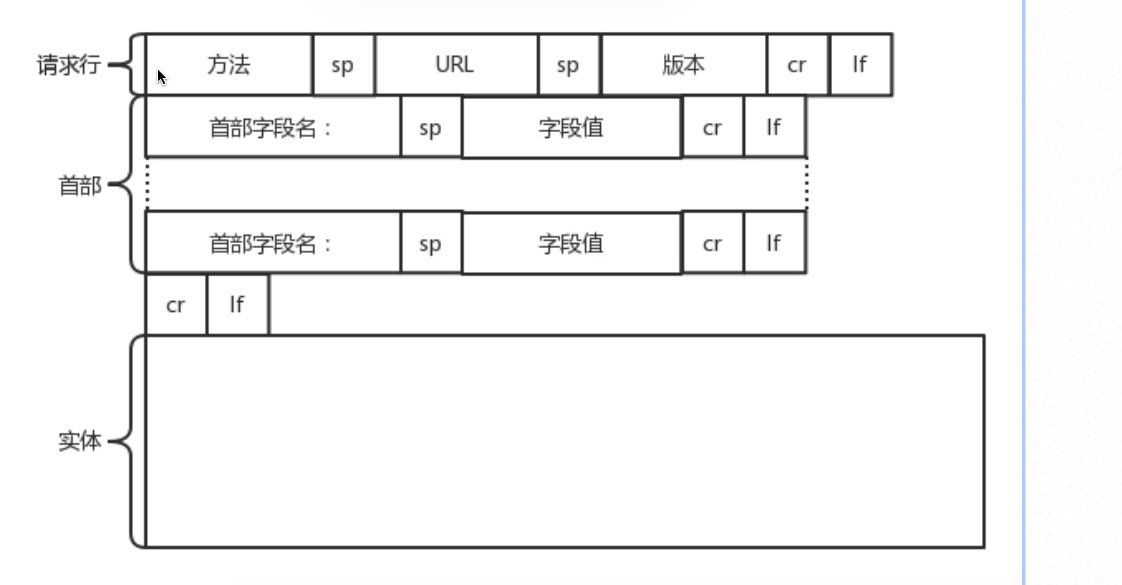 请求行 方法 sp URL sp 版本 cr lf
首部字段名： sp 字段值 cr lf
首部
首部字段名： sp 字段值 cr lf
cr lf
实体